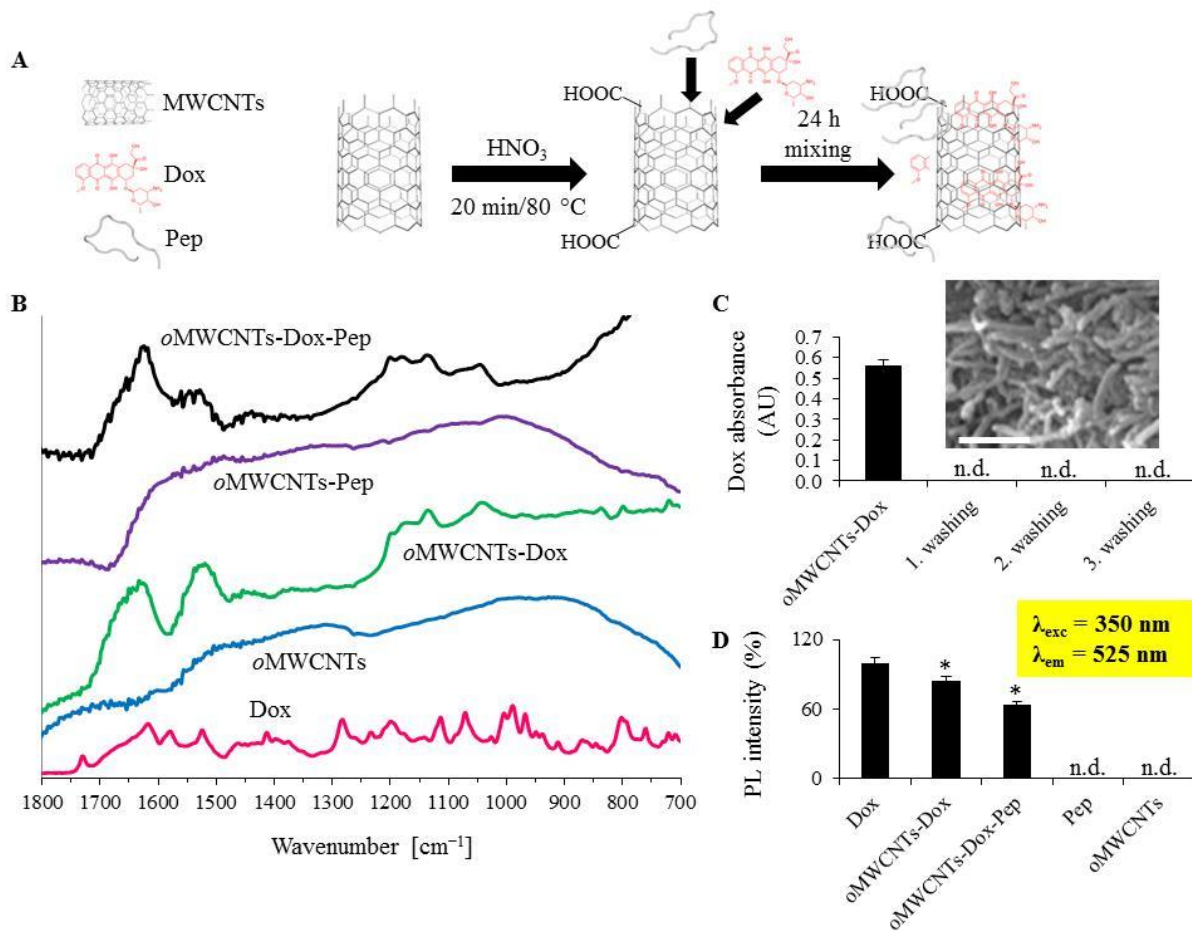 A
MWCNTs
Dox
Pep
HNO₃
20 min/80 °C
HOOC
HOOC
24 h
mixing
HOOC
HOOC
B
oMWCNTs-Dox-Pep
oMWCNTs-Pep
oMWCNTs-Dox
oMWCNTs
Dox
1800 1700 1600 1500 1400 1300 1200 1100 1000 900 800 700
Wavenumber [cm⁻¹]
C
Dox absorbance
(AU)
0.7
0.6
0.5
0.4
0.3
0.2
0.1
0.0
n.d. n.d. n.d.
oMWCNTs-Dox
1. washing
2. washing
3. washing
D
λexc = 350 nm
λem = 525 nm
PL intensity (%)
120
60
0
* *
n.d. n.d.
Dox
oMWCNTs-Dox
oMWCNTs-Dox-Pep
Pep
oMWCNTs